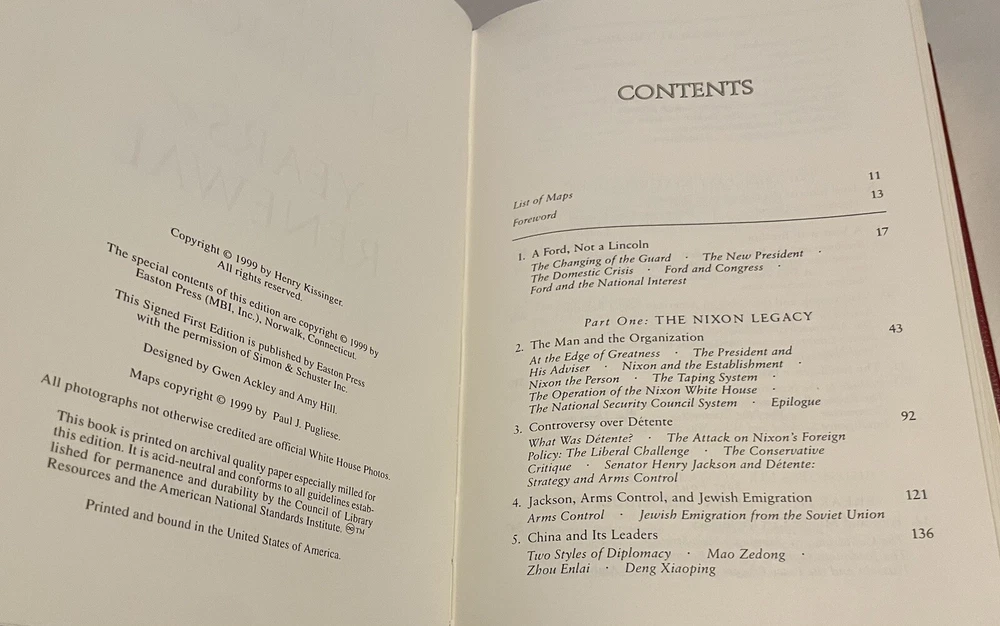 Copyright © 1999 by Henry Kissinger.
All rights reserved.
The special contents of this edition are copyright © 1999 by
Easton Press (MBI, Inc.), Norwalk, Connecticut.
This Signed First Edition is published by Easton Press
with the permission of Simon & Schuster Inc.
Designed by Gwen Ackley and Amy Hill.
Maps copyright © 1999 by Paul J. Pugliese.
All photographs not otherwise credited are official White House Photos.
This book is printed on archival quality paper especially milled for
this edition. It is acid-neutral and conforms to all guidelines estab-
lished for permanence and durability by the Council of Library
Resources and the American National Standards Institute. ♾™
Printed and bound in the United States of America.
CONTENTS
List of Maps 11
Foreword 13
1. A Ford, Not a Lincoln 17
The Changing of the Guard · The New President ·
The Domestic Crisis · Ford and Congress ·
Ford and the National Interest
Part One: THE NIXON LEGACY
2. The Man and the Organization 43
At the Edge of Greatness · The President and
His Adviser · Nixon and the Establishment ·
Nixon the Person · The Taping System ·
The Operation of the Nixon White House ·
The National Security Council System · Epilogue
3. Controversy over Détente 92
What Was Détente? · The Attack on Nixon's Foreign
Policy: The Liberal Challenge · The Conservative
Critique · Senator Henry Jackson and Détente:
Strategy and Arms Control
4. Jackson, Arms Control, and Jewish Emigration 121
Arms Control · Jewish Emigration from the Soviet Union
5. China and Its Leaders 136
Two Styles of Diplomacy · Mao Zedong ·
Zhou Enlai · Deng Xiaoping